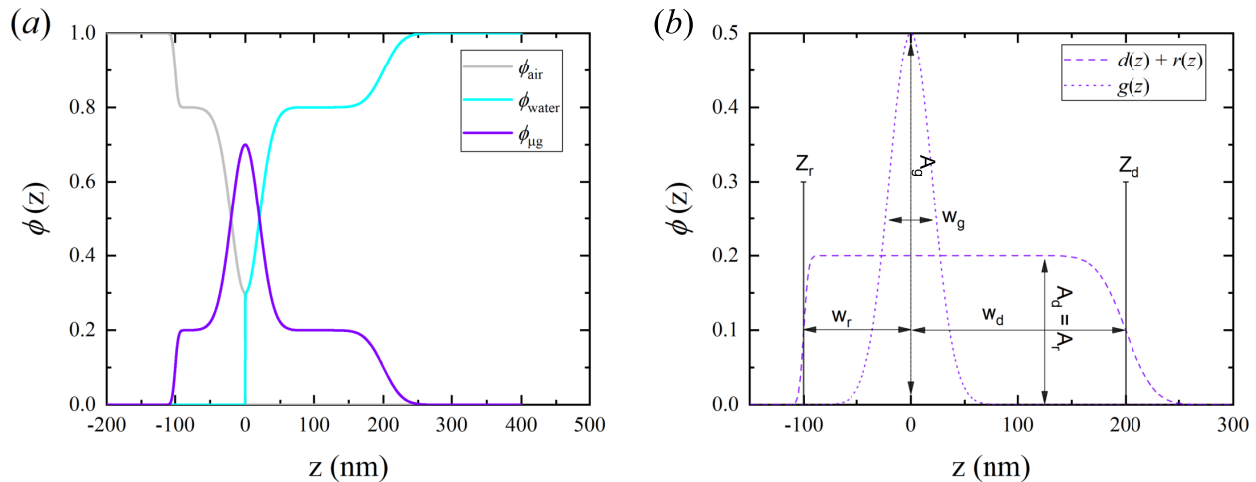 (a)
1.0
0.8
0.6
0.4
0.2
0.0
ϕ (z)
-200 -100 0 100 200 300 400 500
z (nm)
ϕair
ϕwater
ϕμg
(b)
0.5
0.4
0.3
0.2
0.1
0.0
ϕ (z)
-100 0 100 200 300
z (nm)
d(z) + r(z)
g(z)
Zr
Zd
Ag
wg
wr
wd
Ad = Ar